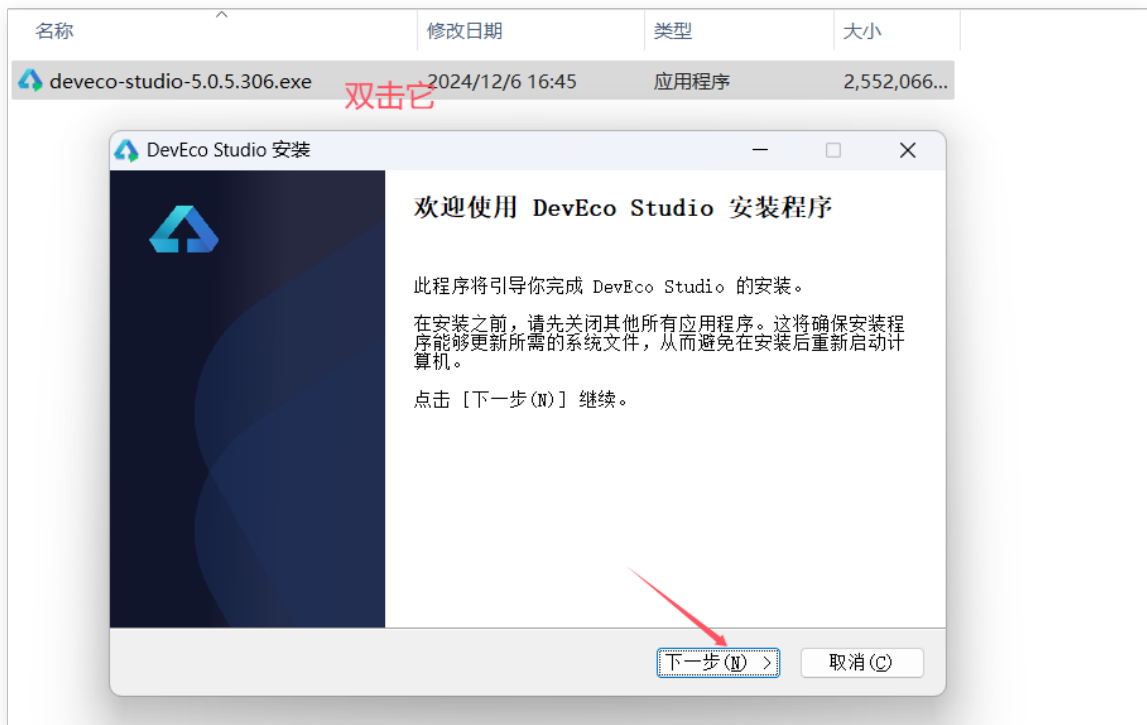 名称 修改日期 类型 大小
deveco-studio-5.0.5.306.exe 双击它 2024/12/6 16:45 应用程序 2,552,066...
DevEco Studio 安装
欢迎使用 DevEco Studio 安装程序
此程序将引导你完成 DevEco Studio 的安装。
在安装之前，请先关闭其他所有应用程序。这将确保安装程
序能够更新所需的系统文件，从而避免在安装后重新启动计
算机。
点击 [下一步(N)] 继续。
下一步(N) > 取消(C)